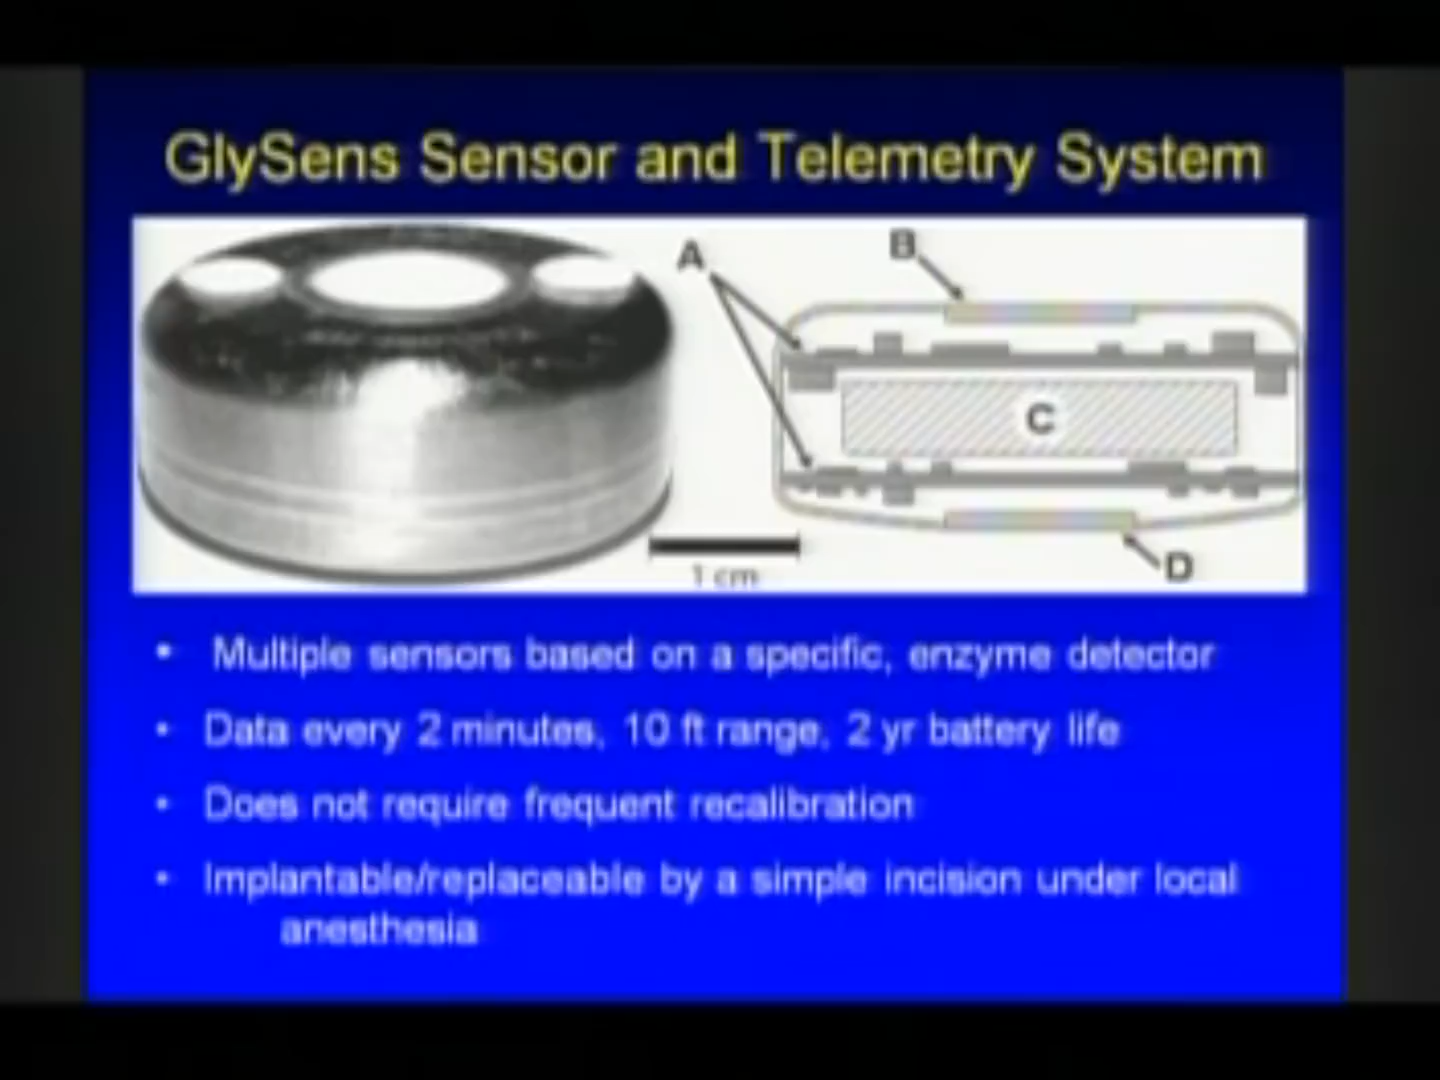 GlySens Sensor and Telemetry System
A
B
C
1 cm
D
• Multiple sensors based on a specific, enzyme detector
• Data every 2 minutes, 10 ft range, 2 yr battery life
• Does not require frequent recalibration
• Implantable/replaceable by a simple incision under local
anesthesia